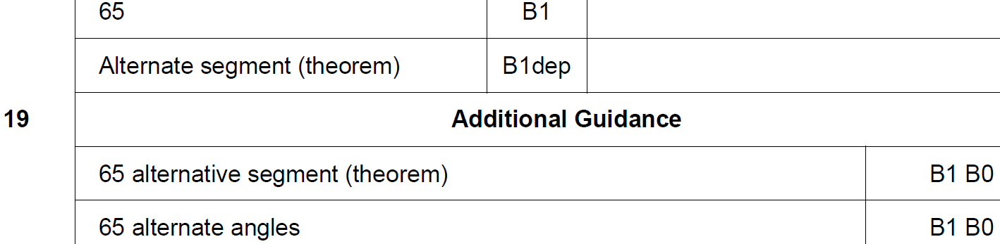 65 B1
Alternate segment (theorem) B1dep
19 Additional Guidance
65 alternative segment (theorem) B1 B0
65 alternate angles B1 B0